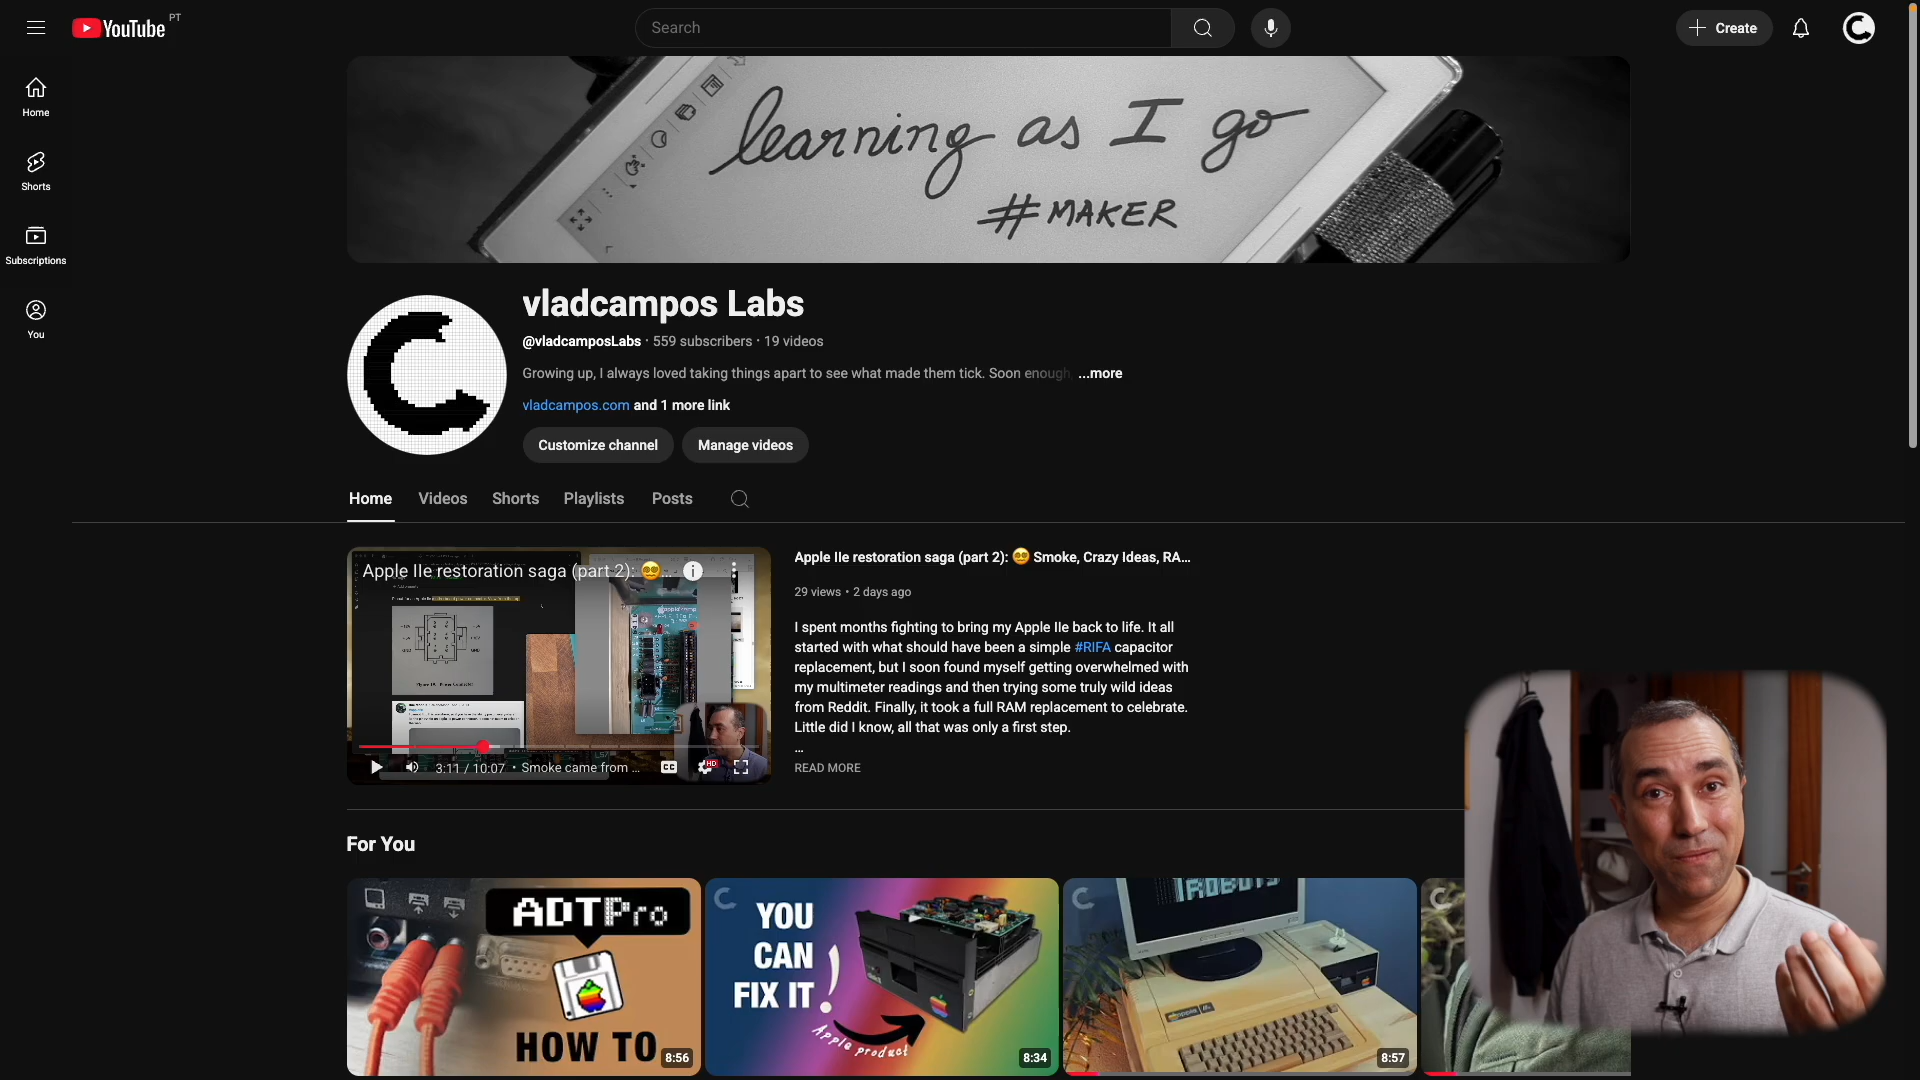 YouTube PT
Search
Create
Home
Shorts
Subscriptions
You
learning as I go
#MAKER
vladcampos Labs
@vladcamposLabs · 559 subscribers · 19 videos
Growing up, I always loved taking things apart to see what made them tick. Soon enough, ...more
vladcampos.com and 1 more link
Customize channel
Manage videos
Home
Videos
Shorts
Playlists
Posts
Apple IIe restoration saga (part 2): 😵‍💫...
3:11 / 10:07 • Smoke came from ...
CC
HD
Apple IIe restoration saga (part 2): 😵‍💫 Smoke, Crazy Ideas, RA...
29 views • 2 days ago
I spent months fighting to bring my Apple IIe back to life. It all
started with what should have been a simple #RIFA capacitor
replacement, but I soon found myself getting overwhelmed with
my multimeter readings and then trying some truly wild ideas
from Reddit. Finally, it took a full RAM replacement to celebrate.
Little did I know, all that was only a first step.
...
READ MORE
For You
ADTPro
HOW TO
8:56
YOU
CAN
FIX IT!
Apple product
8:34
ROBOTS
8:57